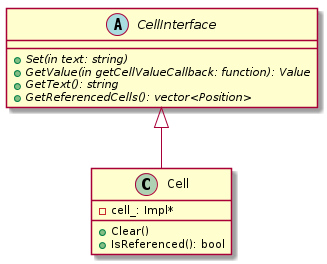 A CellInterface
Set(in text: string)
GetValue(in getCellValueCallback: function): Value
GetText(): string
GetReferencedCells(): vector<Position>
C Cell
cell_: Impl*
Clear()
IsReferenced(): bool